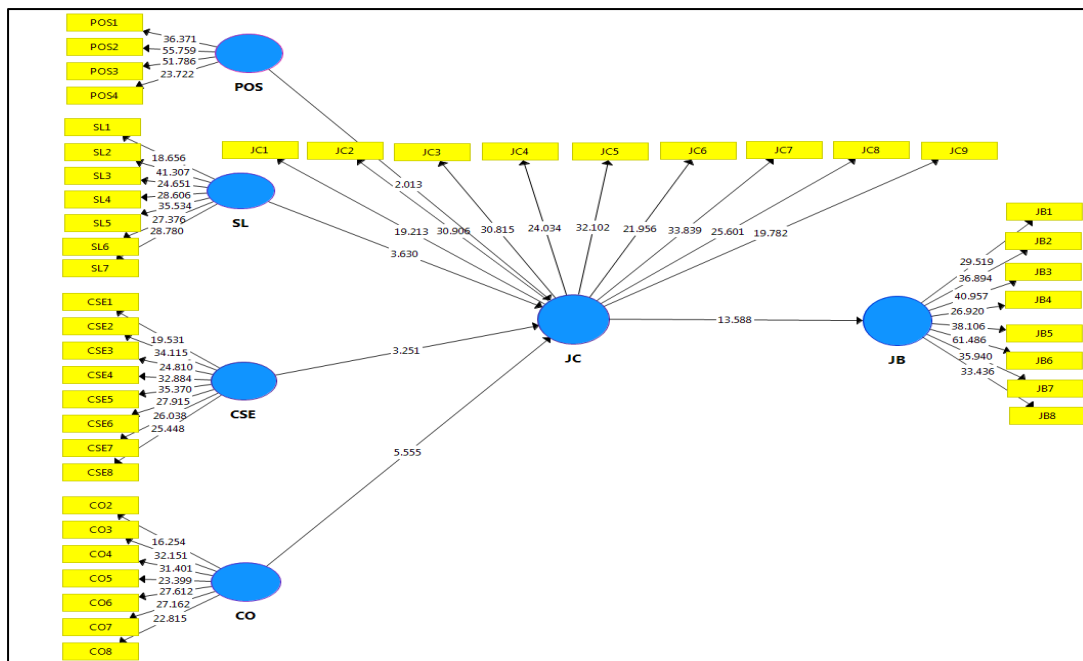 POS1
POS2
POS3
POS4
36.371
55.759
51.786
23.722
POS
SL1
SL2
SL3
SL4
SL5
SL6
SL7
18.656
41.307
24.651
28.606
35.534
27.376
28.780
SL
CSE1
CSE2
CSE3
CSE4
CSE5
CSE6
CSE7
CSE8
19.531
34.115
24.810
32.884
35.370
27.915
26.038
25.448
CSE
CO2
CO3
CO4
CO5
CO6
CO7
CO8
16.254
32.151
31.401
23.399
27.612
27.162
22.815
CO
2.013
3.630
3.251
5.555
JC1
JC2
JC3
JC4
JC5
JC6
JC7
JC8
JC9
19.213
30.906
30.815
24.034
32.102
21.956
33.839
25.601
19.782
JC
13.588
JB
JB1
JB2
JB3
JB4
JB5
JB6
JB7
JB8
29.519
36.894
40.957
26.920
38.106
61.486
35.940
33.436